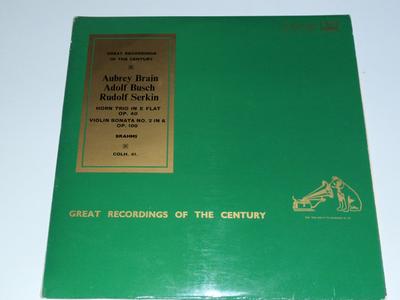 GREAT RECORDINGS
OF THE CENTURY
Aubrey Brain
Adolf Busch
Rudolf Serkin
HORN TRIO IN E FLAT
OP. 40
VIOLIN SONATA NO. 2 IN A
OP. 100
BRAHMS
COLH. 41.
GREAT RECORDINGS OF THE CENTURY